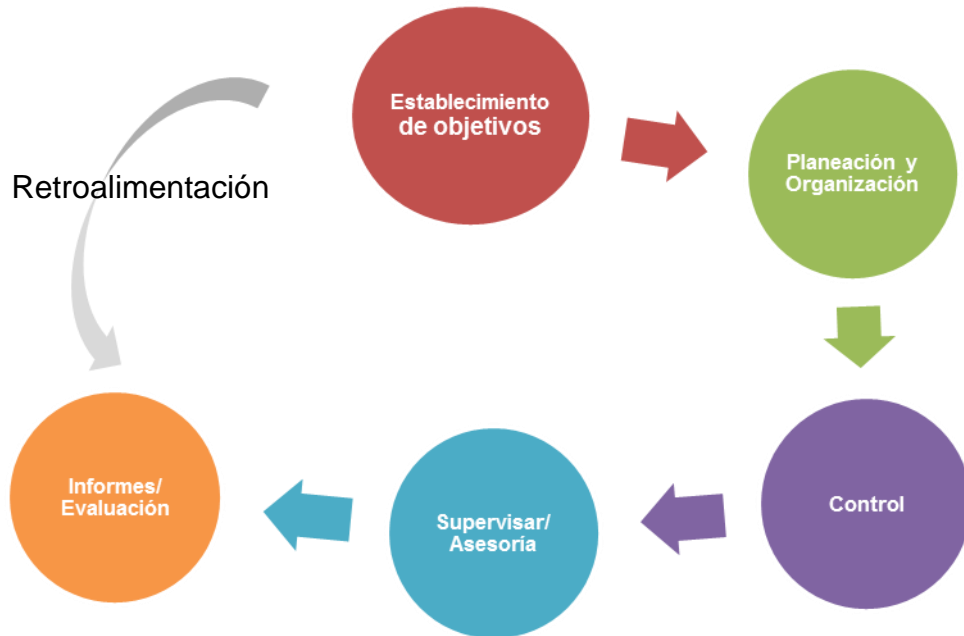 Establecimiento
de objetivos
Retroalimentación
Planeación y
Organización
Control
Supervisar/
Asesoría
Informes/
Evaluación